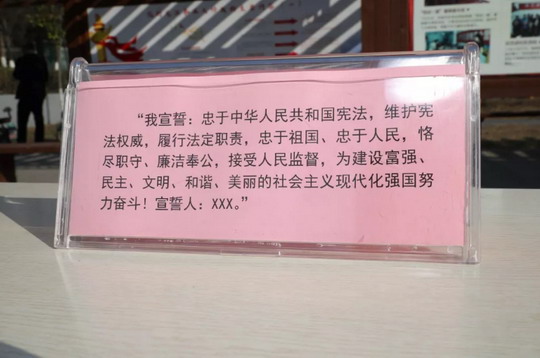 “我宣誓：忠于中华人民共和国宪法，维护宪
法权威，履行法定职责，忠于祖国、忠于人民，恪
尽职守、廉洁奉公，接受人民监督，为建设富强、
民主、文明、和谐、美丽的社会主义现代化强国努
力奋斗！宣誓人：XXX。”